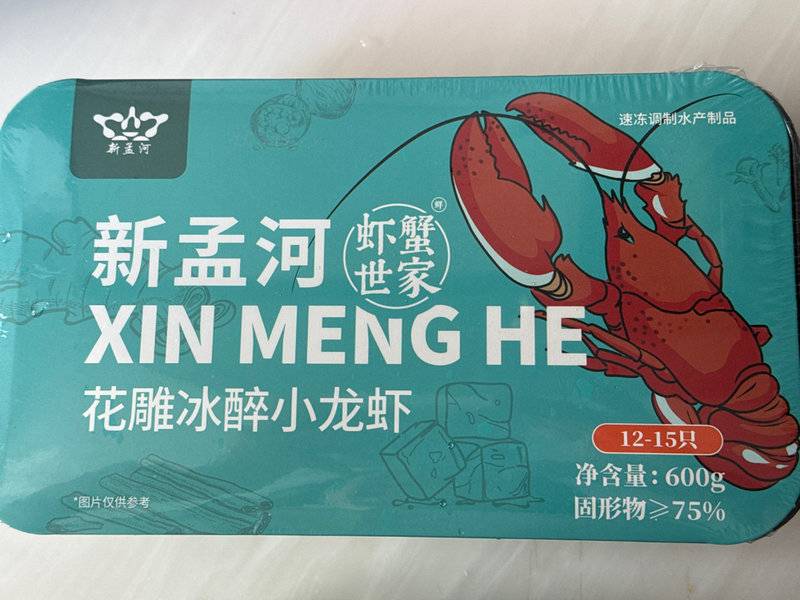 新孟河
速冻调制水产制品
新孟河
虾蟹
世家
鲜
XIN MENG HE
花雕冰醉小龙虾
12-15只
净含量：600g
固形物≥75%
*图片仅供参考